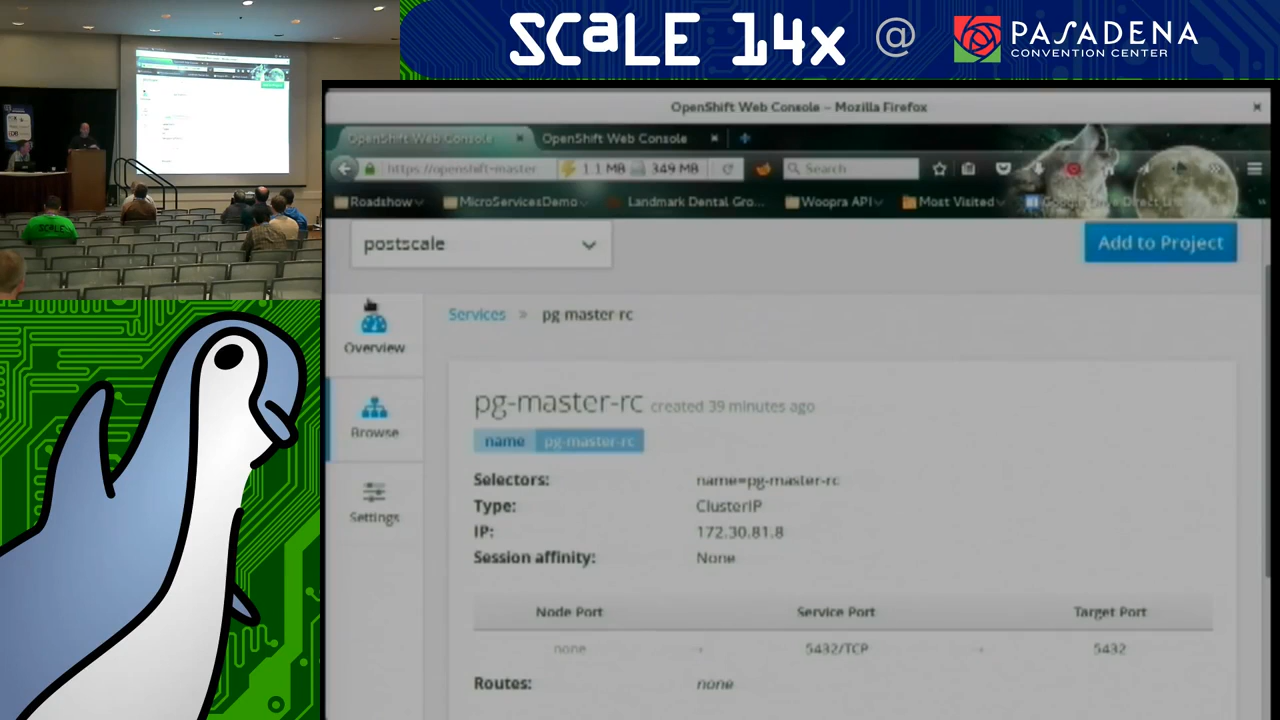 SCaLE 14x @ PASADENA
CONVENTION CENTER
OpenShift Web Console – Mozilla Firefox
OpenShift Web Console
OpenShift Web Console
https://openshift-master
1.1 MB
349 MB
Search
Roadshow
MicroServicesDemo
Landmark Dental Gro...
Woopra API
Most Visited
postscale
Add to Project
Services » pg-master-rc
Overview
Browse
Settings
pg-master-rc created 39 minutes ago
name pg-master-rc
Selectors: name=pg-master-rc
Type: ClusterIP
IP: 172.30.81.8
Session affinity: None
Node Port Service Port Target Port
none 5432/TCP 5432
Routes: none
SCALE